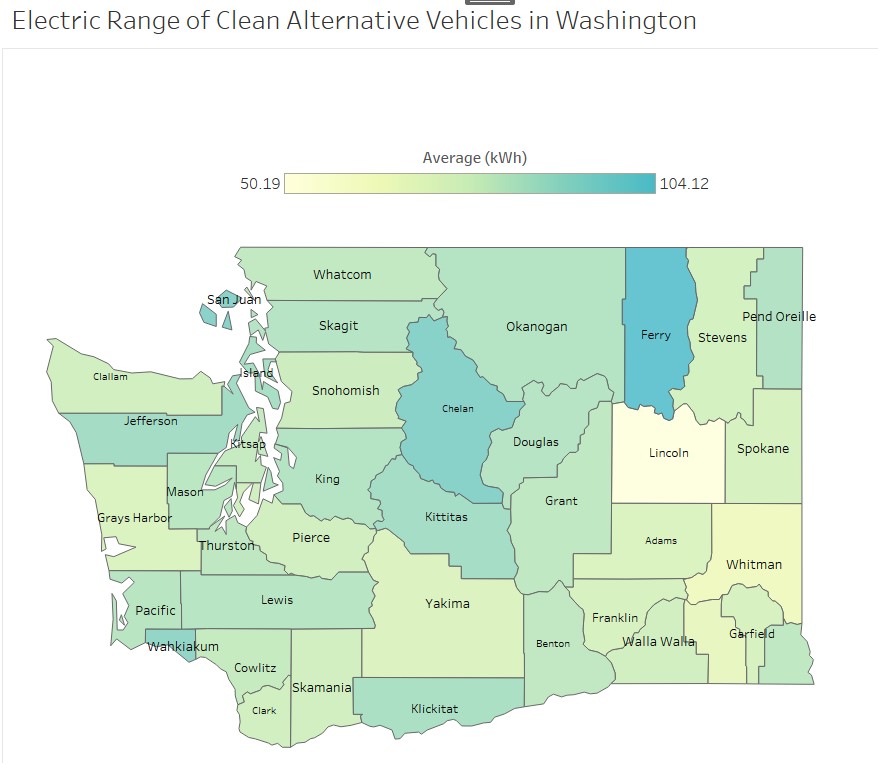 Electric Range of Clean Alternative Vehicles in Washington
Average (kWh)
50.19
104.12
Whatcom
San Juan
Skagit
Okanogan
Ferry
Stevens
Pend Oreille
Clallam
Island
Snohomish
Chelan
Jefferson
Kitsap
Douglas
Lincoln
Spokane
King
Mason
Grant
Kittitas
Grays Harbor
Thurston
Pierce
Adams
Whitman
Pacific
Lewis
Yakima
Franklin
Walla Walla
Garfield
Benton
Wahkiakum
Cowlitz
Skamania
Clark
Klickitat